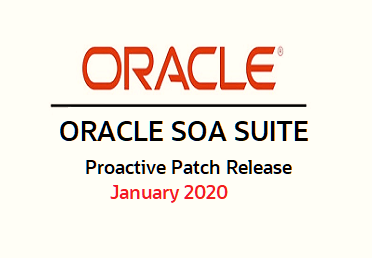 ORACLE®
ORACLE SOA SUITE
Proactive Patch Release
January 2020